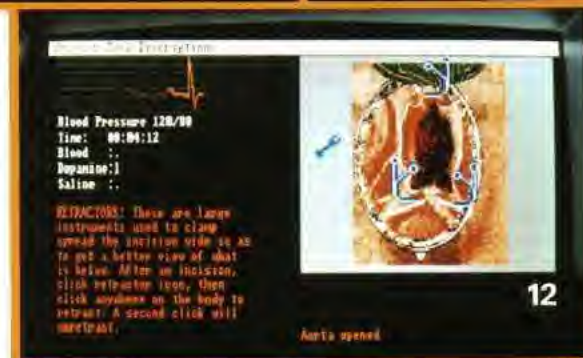 Blood Pressure 120/80
Time: 00:04:12
Blood :.
Dopamine:1
Saline :.
RETRACTORS: These are large
instruments used to clamp
spread the incision wide so as
to get a better view of what
is below. After an incision,
click retractor icon, then
click anywhere on the body to
retract. A second click will
unretract.
12
Aorta opened